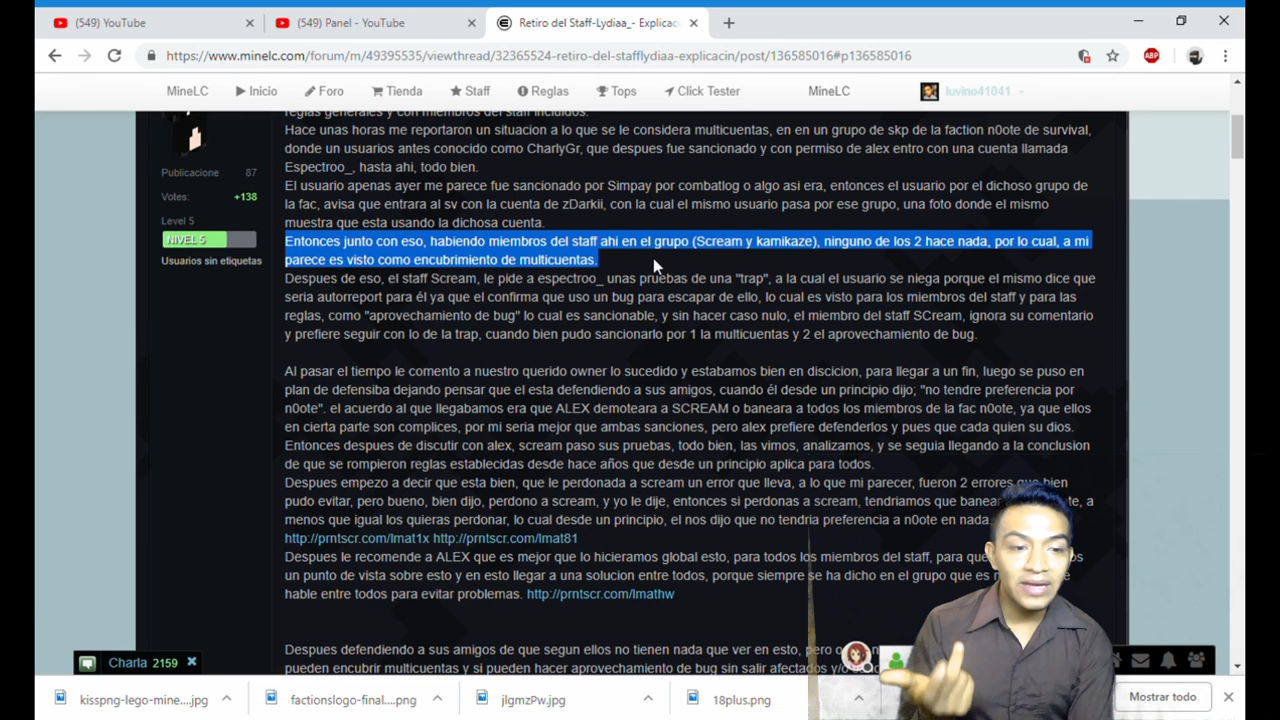 (549) YouTube
(549) Panel - YouTube
Retiro del Staff-Lydiaa_- Explicac
https://www.minelc.com/forum/m/49395535/viewthread/32365524-retiro-del-stafflydiaa-explicacin/post/136585016#p136585016
ABP
MineLC Inicio Foro Tienda Staff Reglas Tops Click Tester MineLC luvino41041
reglas generales y con miembros del staff incluidos.
Hace unas horas me reportaron un situacion a lo que se le considera multicuentas, en en un grupo de skp de la faction n0ote de survival,
donde un usuarios antes conocido como CharlyGr, que despues fue sancionado y con permiso de alex entro con una cuenta llamada
Espectroo_, hasta ahi, todo bien.
El usuario apenas ayer me parece fue sancionado por Simpay por combatlog o algo asi era, entonces el usuario por el dichoso grupo de
la fac, avisa que entrara al sv con la cuenta de zDarkii, con la cual el mismo usuario pasa por ese grupo, una foto donde el mismo
muestra que esta usando la dichosa cuenta.
Entonces junto con eso, habiendo miembros del staff ahi en el grupo (Scream y kamikaze), ninguno de los 2 hace nada, por lo cual, a mi
parece es visto como encubrimiento de multicuentas.
Despues de eso, el staff Scream, le pide a espectroo_ unas pruebas de una "trap", a la cual el usuario se niega porque el mismo dice que
seria autorreport para él ya que el confirma que uso un bug para escapar de ello, lo cual es visto para los miembros del staff y para las
reglas, como "aprovechamiento de bug" lo cual es sancionable, y sin hacer caso nulo, el miembro del staff SCream, ignora su comentario
y prefiere seguir con lo de la trap, cuando bien pudo sancionarlo por 1 la multicuentas y 2 el aprovechamiento de bug.
Al pasar el tiempo le comento a nuestro querido owner lo sucedido y estabamos bien en discicion, para llegar a un fin, luego se puso en
plan de defensiba dejando pensar que el esta defendiendo a sus amigos, cuando él desde un principio dijo; "no tendre preferencia por
n0ote". el acuerdo al que llegabamos era que ALEX demoteara a SCREAM o baneara a todos los miembros de la fac n0ote, ya que ellos
en cierta parte son complices, por mi seria mejor que ambas sanciones, pero alex prefiere defenderlos y pues que cada quien su dios.
Entonces despues de discutir con alex, scream paso sus pruebas, todo bien, las vimos, analizamos, y se seguia llegando a la conclusion
de que se rompieron reglas establecidas desde hace años que desde un principio aplica para todos.
Despues empezo a decir que esta bien, que le perdonada a scream un error que lleva, a lo que mi parecer, fueron 2 errores que bien
pudo evitar, pero bueno, bien dijo, perdono a scream, y yo le dije, entonces si perdonas a scream, tendriamos que banear a
menos que igual los quieras perdonar, lo cual desde un principio, el nos dijo que no tendria preferencia a n0ote en nada.
http://prntscr.com/lmat1x http://prntscr.com/lmat81
Despues le recomende a ALEX que es mejor que lo hicieramos global esto, para todos los miembros del staff, para que
un punto de vista sobre esto y en esto llegar a una solucion entre todos, porque siempre se ha dicho en el grupo que es
hable entre todos para evitar problemas. http://prntscr.com/lmathw
Despues defendiendo a sus amigos de que segun ellos no tienen nada que ver en esto, pero
pueden encubrir multicuentas y si pueden hacer aprovechamiento de bug sin salir afectados y/o
Publicacione 87
Votes: +138
Level 5
NIVEL 5
Usuarios sin etiquetas
Charla 2159
kisspng-lego-mine....jpg
factionslogo-final....png
jlgmzPw.jpg
18plus.png
Mostrar todo